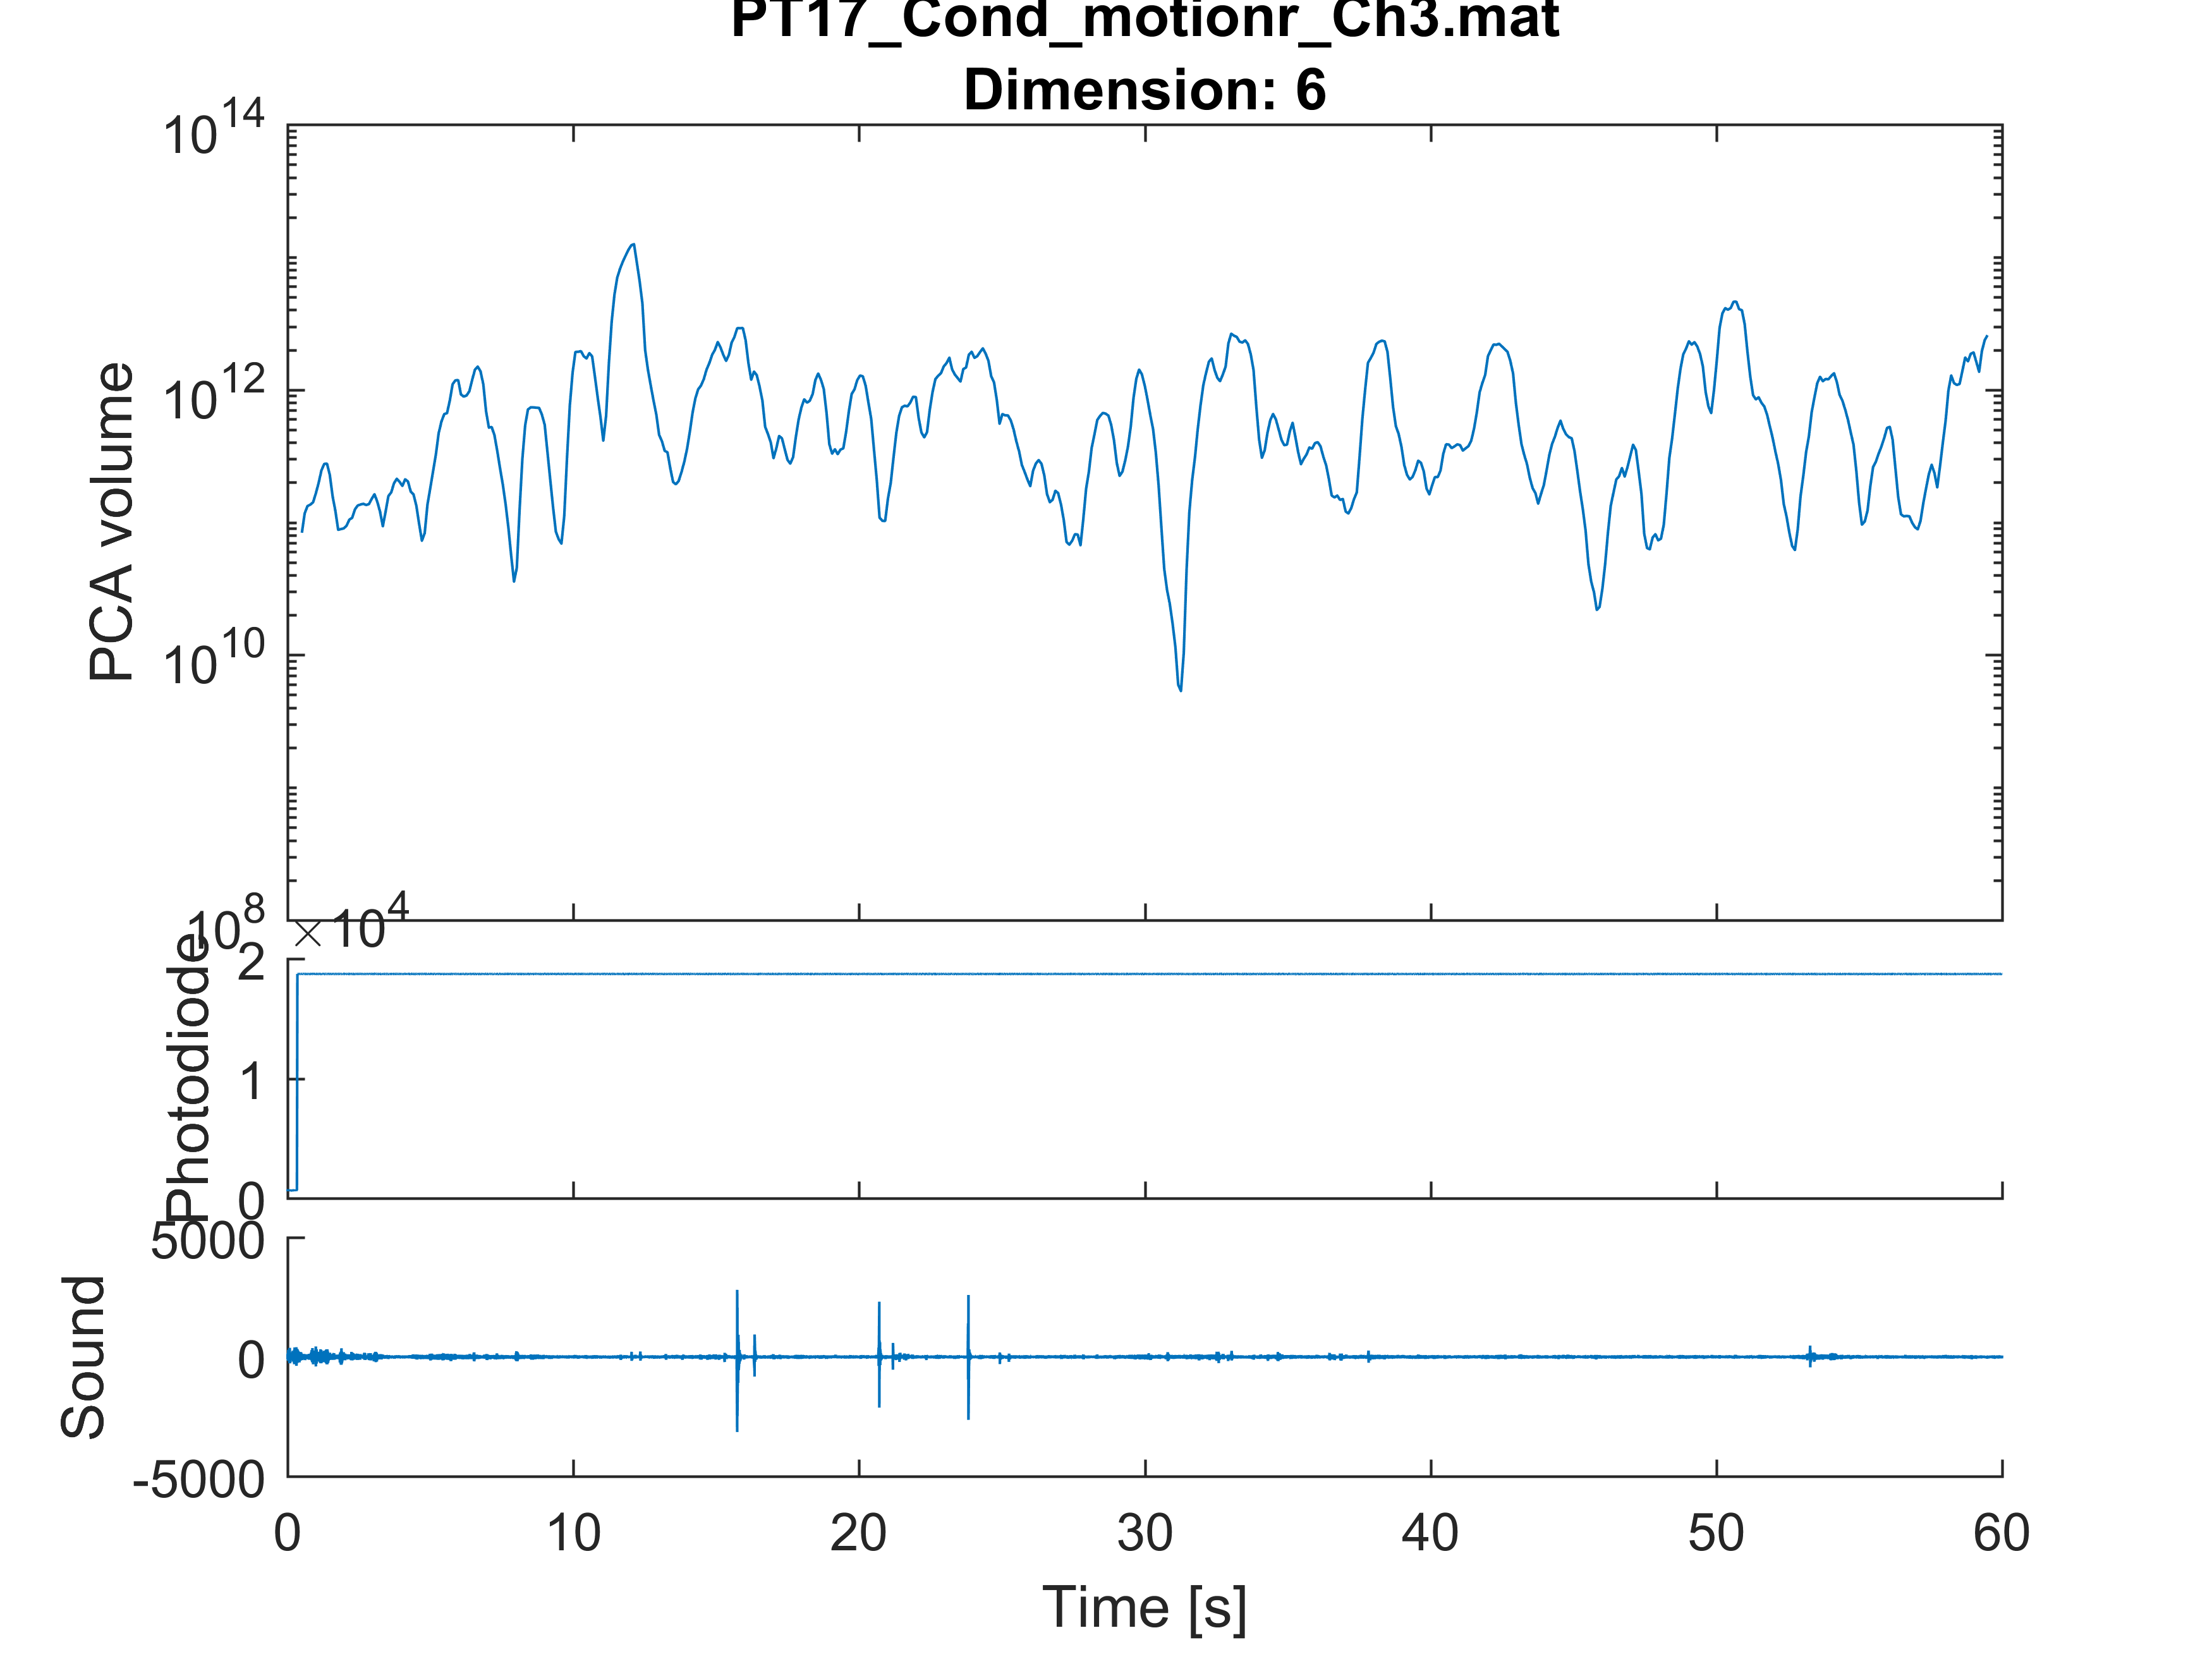 PT17_Cond_motionr_Ch3.mat
Dimension: 6
PCA volume
10^14
10^12
10^10
10^8
× 10^4
Photodiode
2
1
0
Sound
5000
0
-5000
0 10 20 30 40 50 60
Time [s]